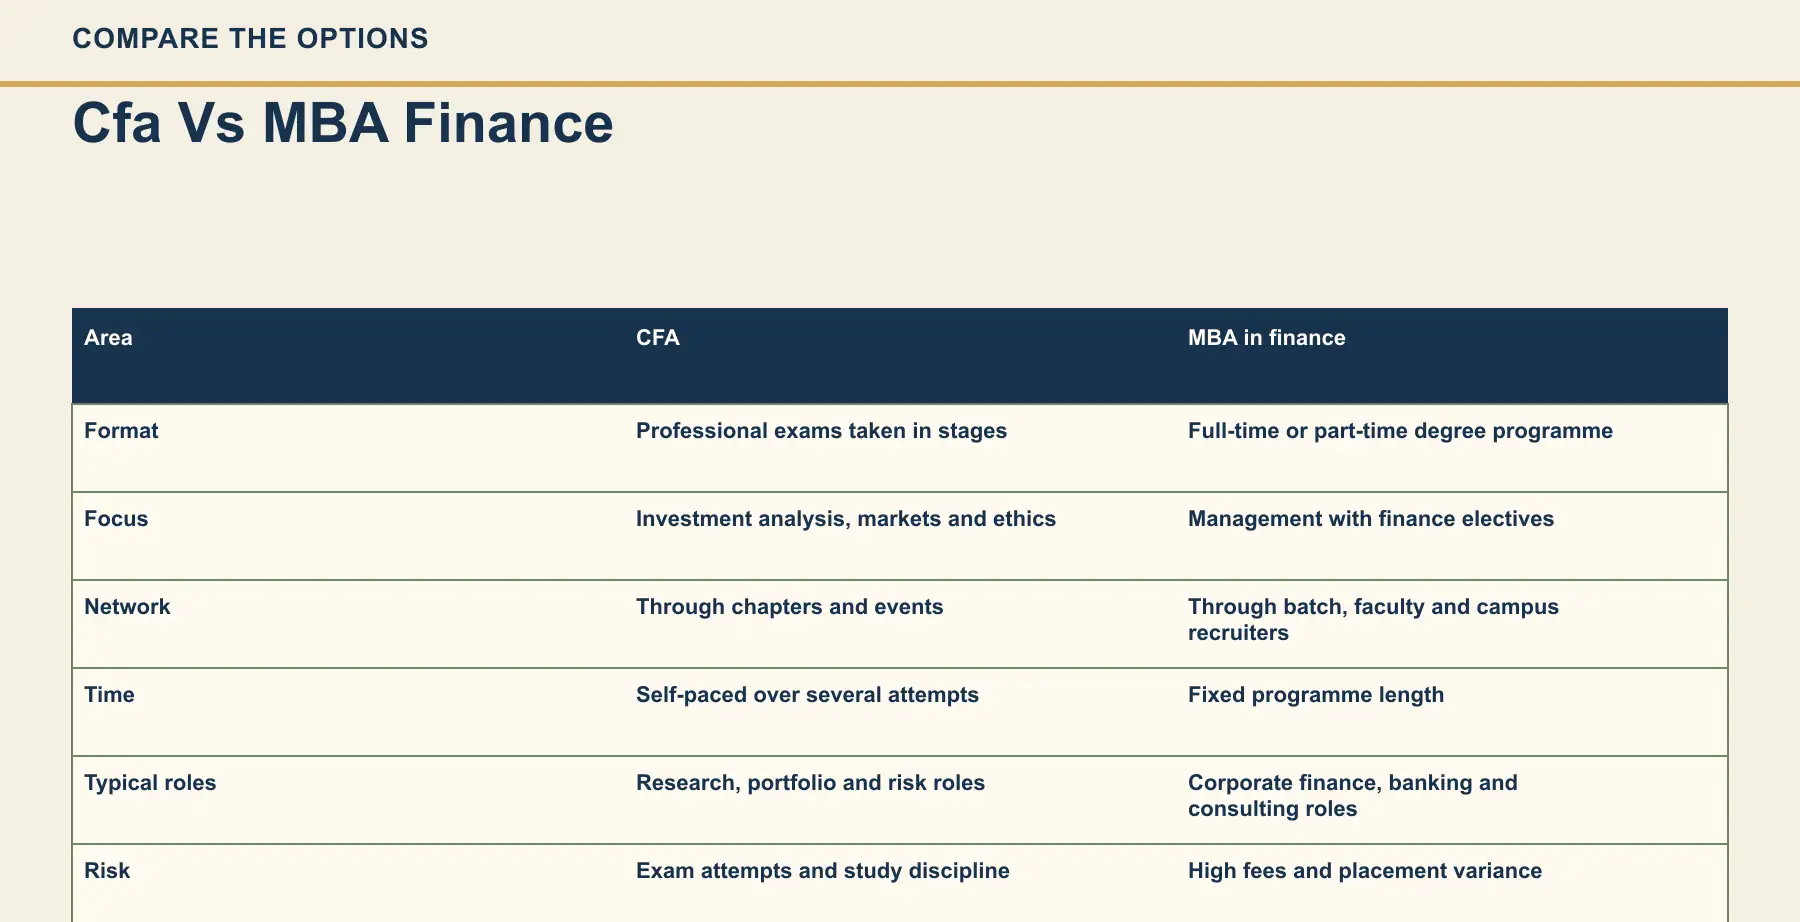 COMPARE THE OPTIONS
Cfa Vs MBA Finance
Area CFA MBA in finance
Format Professional exams taken in stages Full-time or part-time degree programme
Focus Investment analysis, markets and ethics Management with finance electives
Network Through chapters and events Through batch, faculty and campus
recruiters
Time Self-paced over several attempts Fixed programme length
Typical roles Research, portfolio and risk roles Corporate finance, banking and
consulting roles
Risk Exam attempts and study discipline High fees and placement variance